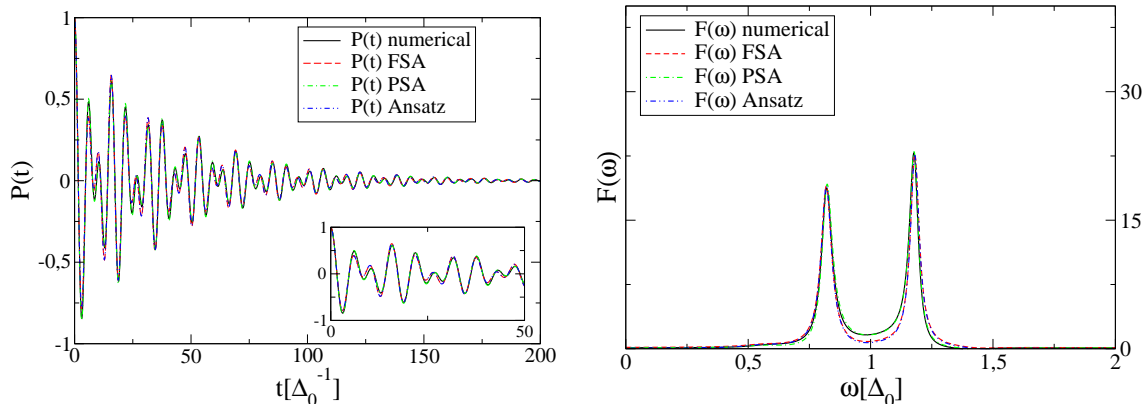 P(t) numerical
P(t) FSA
P(t) PSA
P(t) Ansatz
1
0,5
0
-0,5
-1
P(t)
0
50
100
150
200
t[Δ₀⁻¹]
1
0
-1
0
50
F(ω) numerical
F(ω) FSA
F(ω) PSA
F(ω) Ansatz
F(ω)
30
15
0
0
0,5
1
1,5
2
ω[Δ₀]